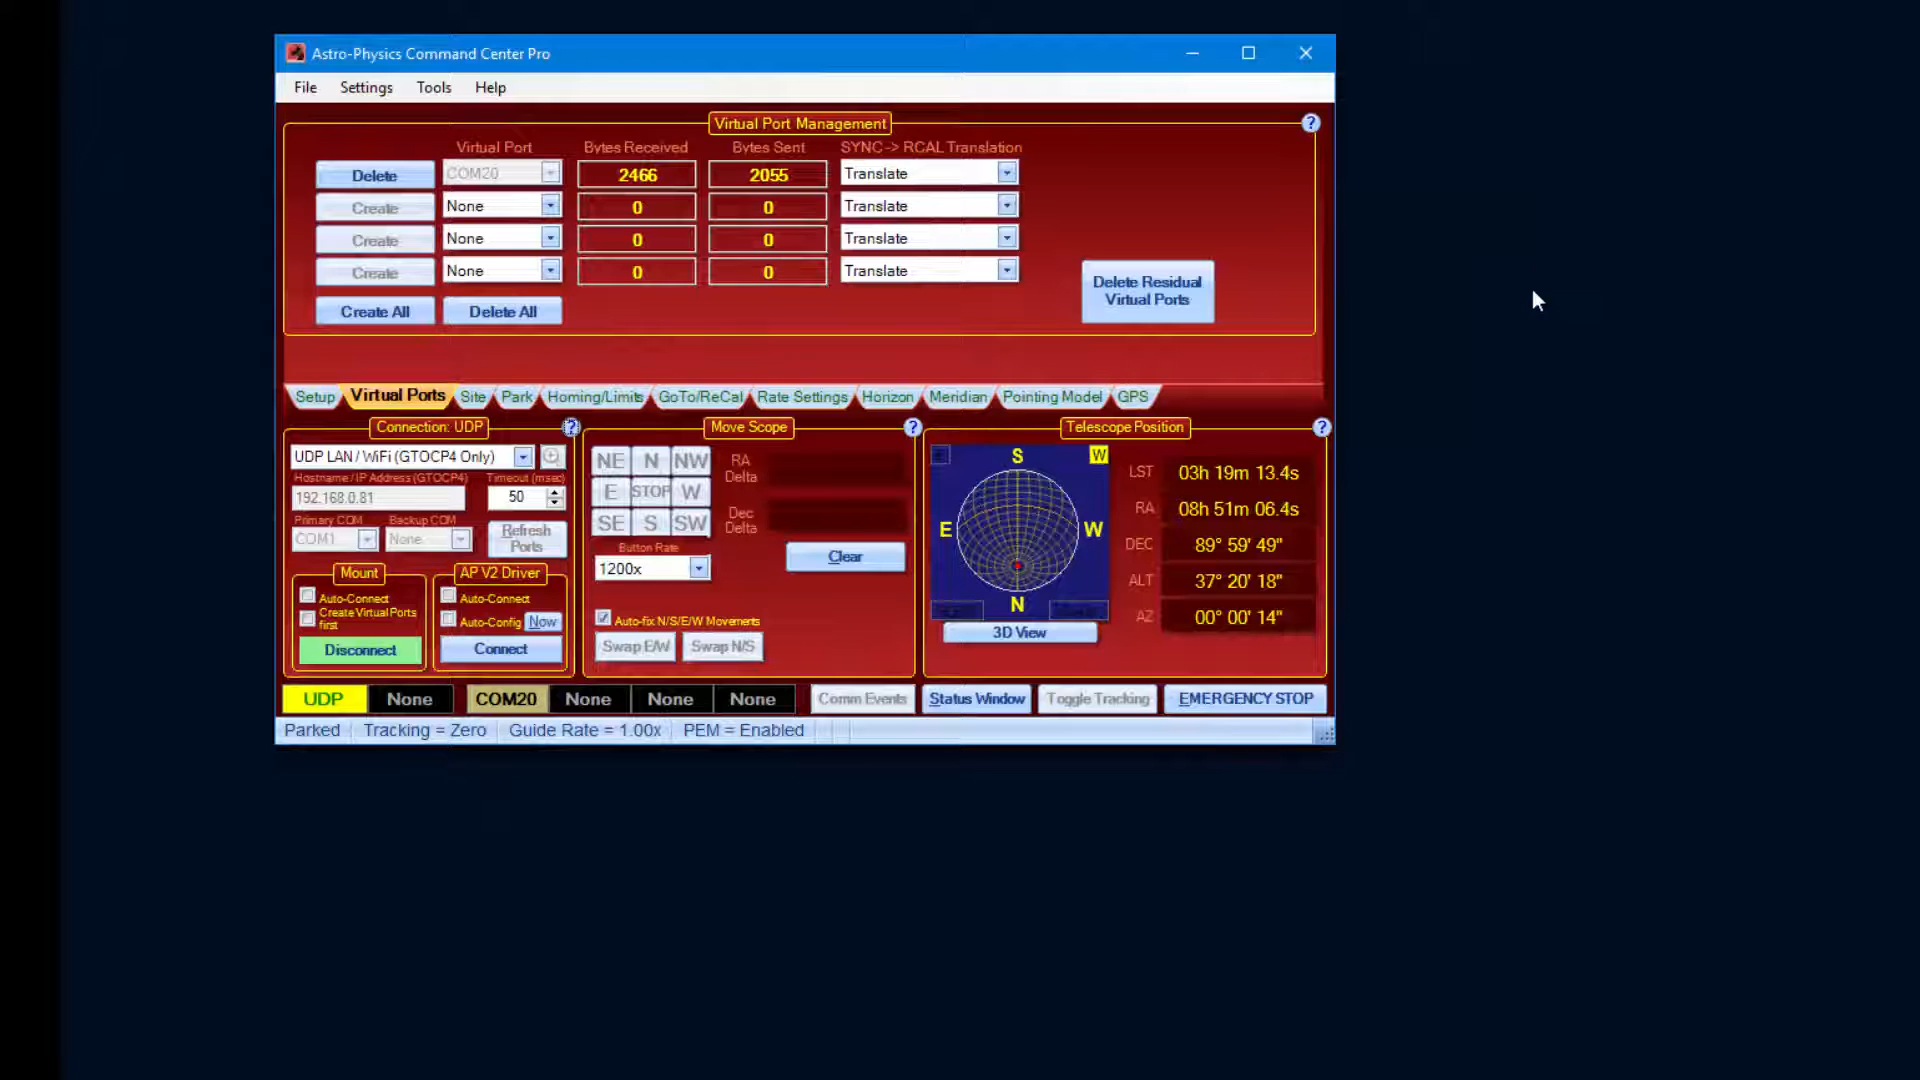 Astro-Physics Command Center Pro
File Settings Tools Help
Virtual Port Management
Virtual Port Bytes Received Bytes Sent SYNC-> RCAL Translation
Delete COM20 2466 2055 Translate
Create None 0 0 Translate
Create None 0 0 Translate
Create None 0 0 Translate
Delete Residual
Virtual Ports
Create All Delete All
Setup Virtual Ports Site Park Homing/Limits GoTo/ReCal Rate Settings Horizon Meridian Pointing Model GPS
Connection: UDP
UDP LAN / WiFi (GTOCP4 Only)
Hostname / IP Address (GTOCP4) Timeout (msec)
192.168.0.81 50
Primary COM Backup COM
COM1 None
Refresh
Ports
Mount
Auto-Connect
Create Virtual Ports
first
Disconnect
AP V2 Driver
Auto-Connect
Auto-Config Now
Connect
Move Scope
NE N NW
E STOP W
SE S SW
RA
Delta
Dec
Delta
Button Rate
1200x
Clear
Auto-fix N/S/E/W Movements
Swap E/W Swap N/S
Telescope Position
S
W
E
W
N
3D View
LST 03h 19m 13.4s
RA 08h 51m 06.4s
DEC 89° 59' 49"
ALT 37° 20' 18"
AZ 00° 00' 14"
UDP None COM20 None None None Comm Events Status Window Toggle Tracking EMERGENCY STOP
Parked Tracking = Zero Guide Rate = 1.00x PEM = Enabled